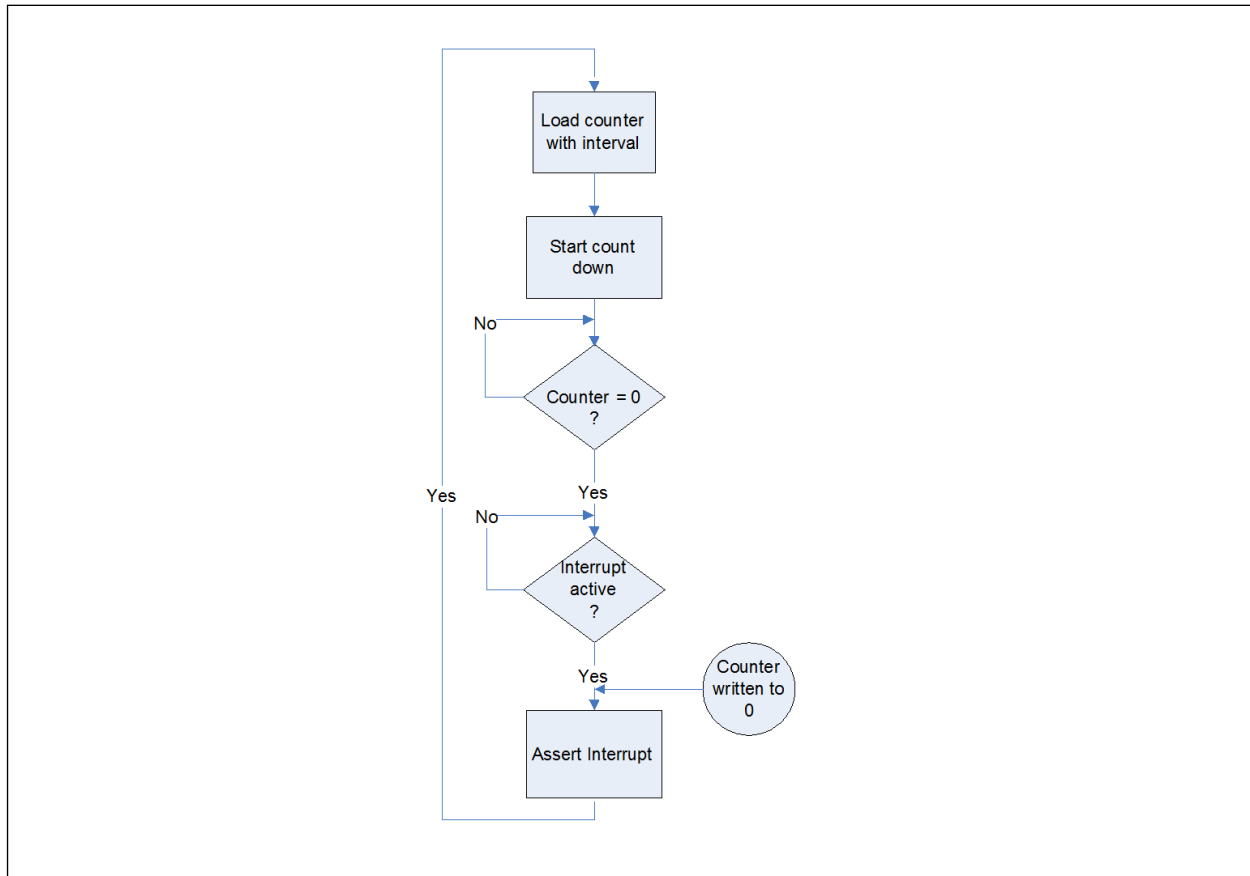 Load counter
with interval
Start count
down
No
Counter = 0
?
Yes
Yes
No
Interrupt
active
?
Yes
Counter
written to
0
Assert Interrupt